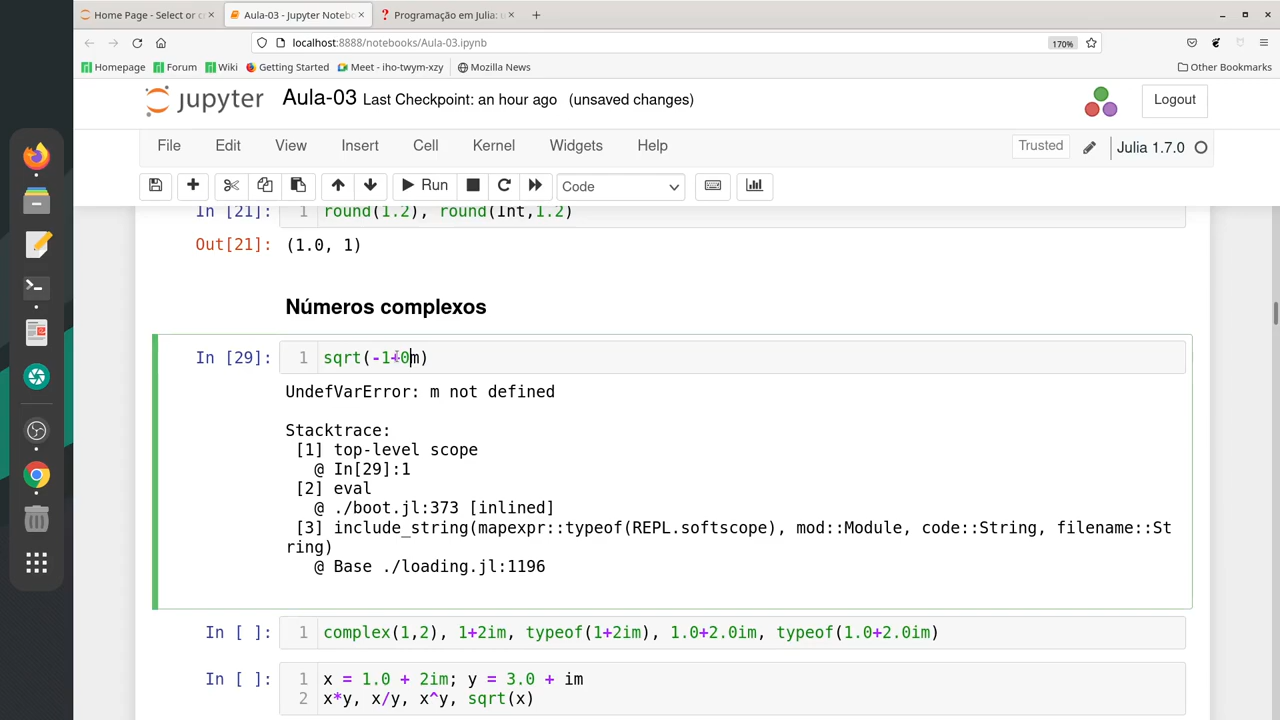 Home Page - Select or c
Aula-03 - Jupyter Noteb
Programação em Julia: u
localhost:8888/notebooks/Aula-03.ipynb
170%
Homepage
Forum
Wiki
Getting Started
Meet - iho-twym-xzy
Mozilla News
Other Bookmarks
jupyter
Aula-03 Last Checkpoint: an hour ago (unsaved changes)
Logout
File
Edit
View
Insert
Cell
Kernel
Widgets
Help
Trusted
Julia 1.7.0
Run
Code
In [21]: 1 round(1.2), round(Int,1.2)
Out[21]: (1.0, 1)
Números complexos
In [29]: 1 sqrt(-1+0m)
UndefVarError: m not defined
Stacktrace:
[1] top-level scope
@ In[29]:1
[2] eval
@ ./boot.jl:373 [inlined]
[3] include_string(mapexpr::typeof(REPL.softscope), mod::Module, code::String, filename::St
ring)
@ Base ./loading.jl:1196
In [ ]: 1 complex(1,2), 1+2im, typeof(1+2im), 1.0+2.0im, typeof(1.0+2.0im)
In [ ]: 1 x = 1.0 + 2im; y = 3.0 + im
2 x*y, x/y, x^y, sqrt(x)